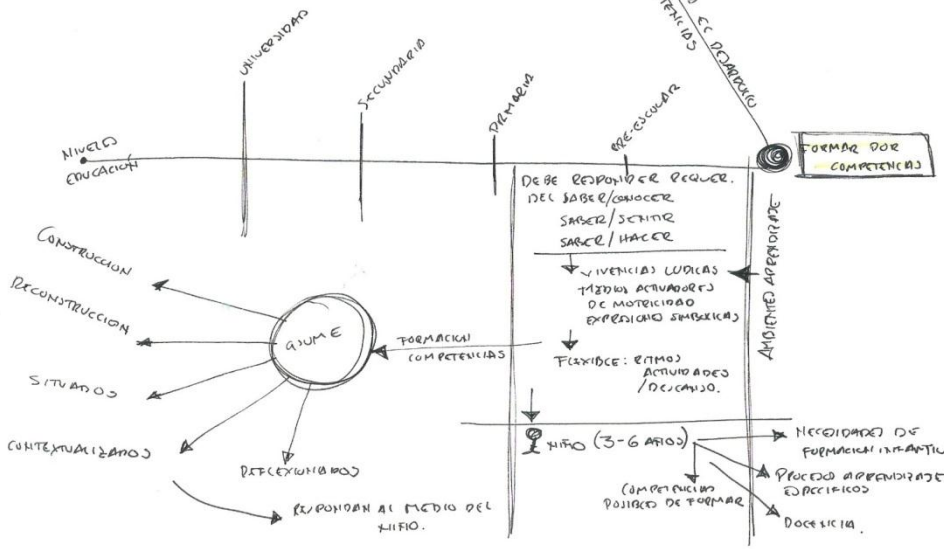 EL DESARROLLO
NIVELES
EDUCACIÓN
UNIVERSIDAD
SECUNDARIA
PRIMARIA
PRE-ESCOLAR
FORMAR POR
COMPETENCIAS
DEBE RESPONDER REQUER.
DEL SABER/CONOCER
SABER/SENTIR
SABER/HACER
VIVENCIAS LUDICAS
MEDIOS ACTIVADORES
DE MOTRICIDAD
EXPRESIONES SIMBOLICAS
AMBIENTE APRENDIZAJE
FLEXIBLE: RITMOS
ACTIVIDADES
/DESCANSO.
FORMACION
COMPETENCIAS
ASUME
CONSTRUCCION
RECONSTRUCCION
SITUADOS
CONTEXTUALIZADOS
REFLEXIONADOS
RESPONDAN AL MEDIO DEL
NIÑO.
NIÑO (3-6 AÑOS)
NECESIDADES DE
FORMACION INFANTIL
PROCESO APRENDIZAJE
ESPECIFICOS
DOCENCIA.
COMPETENCIAS
POSIBLES DE FORMAR